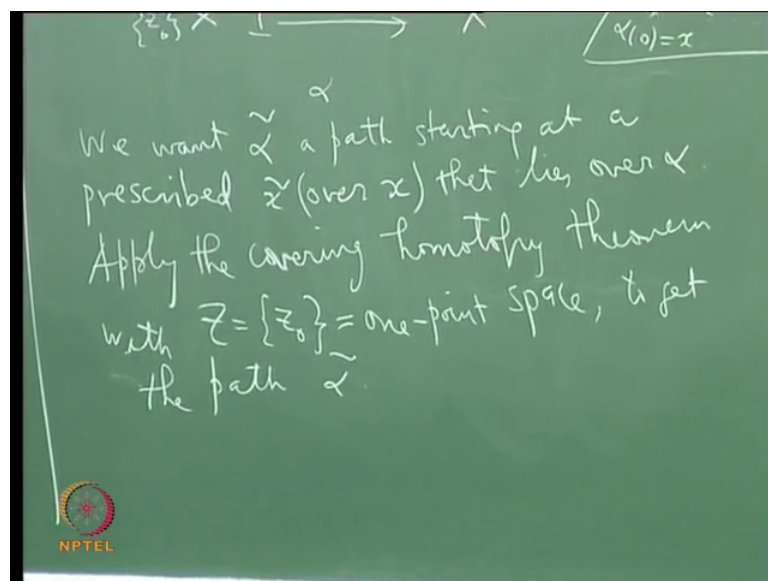 {z₀} × I ⟶ X
α(0)=x
α
We want α̃ a path starting at a
prescribed x̃ (over x) that lies over α.
Apply the covering homotopy theorem
with Z = {z₀} = one-point space, to get
the path α̃.
NPTEL